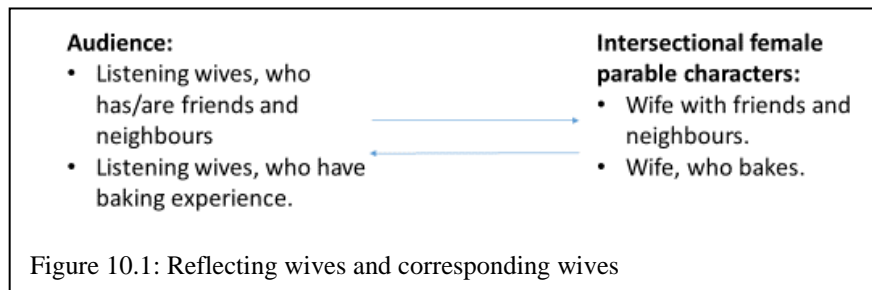 Audience:
• Listening wives, who
has/are friends and
neighbours
• Listening wives, who have
baking experience.
Intersectional female
parable characters:
• Wife with friends and
neighbours.
• Wife, who bakes.
Figure 10.1: Reflecting wives and corresponding wives